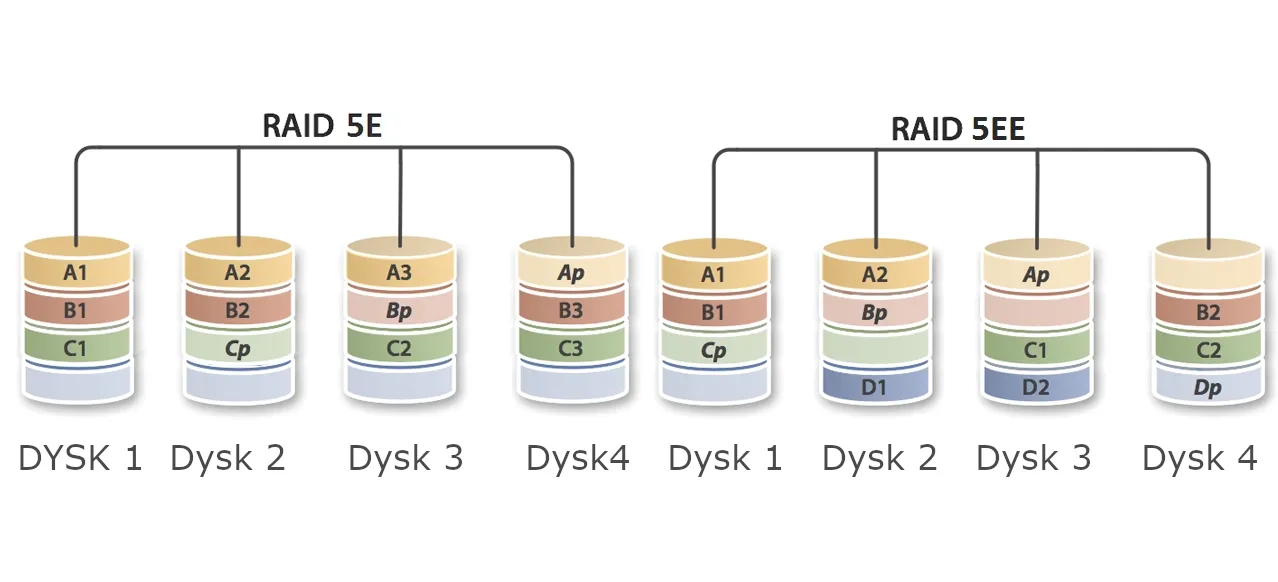 RAID 5E
A1 A2 A3 Ap
B1 B2 Bp B3
C1 Cp C2 C3
DYSK 1 Dysk 2 Dysk 3 Dysk4
RAID 5EE
A1 A2 Ap
B1 Bp B2
Cp C1 C2
D1 D2 Dp
Dysk 1 Dysk 2 Dysk 3 Dysk 4